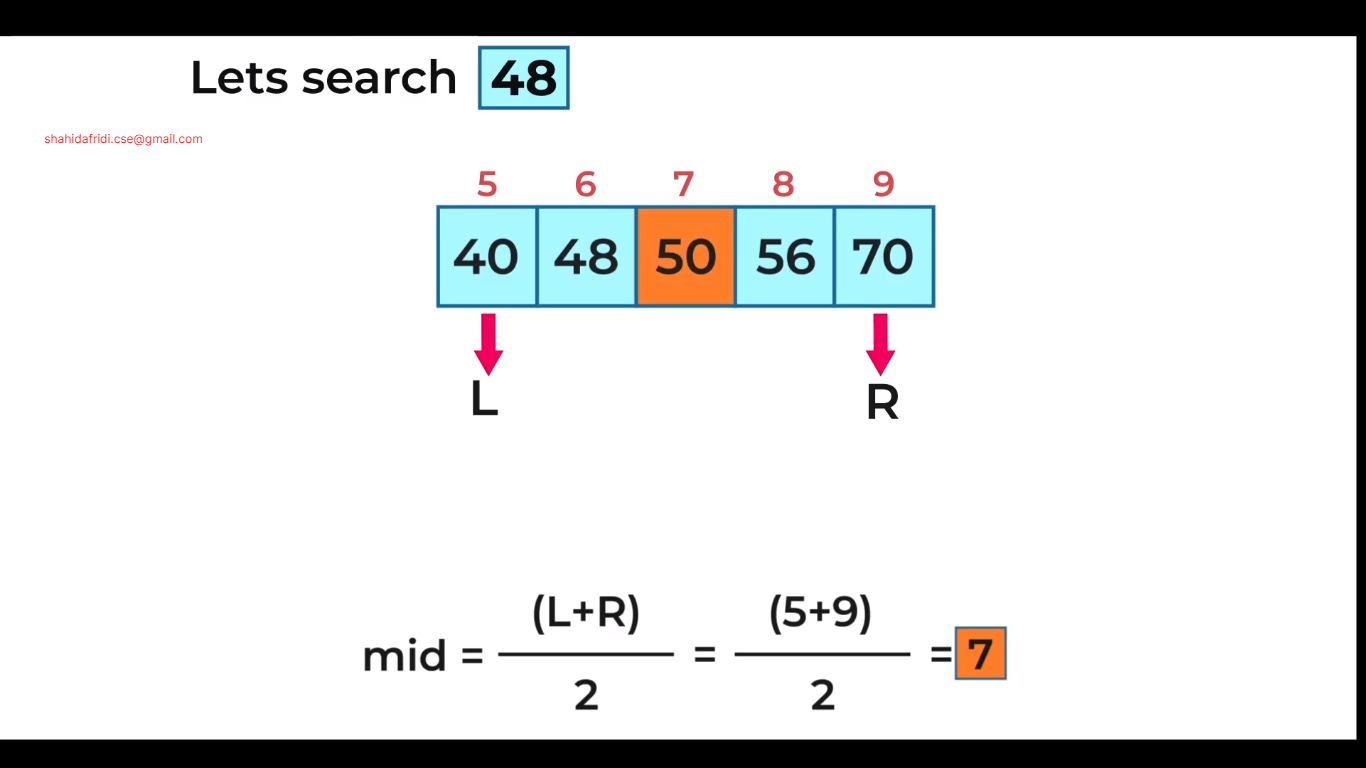 Lets search 48
shahidafridi.cse@gmail.com
5 6 7 8 9
40 48 50 56 70
L R
(L+R) (5+9)
mid = = = 7
2 2